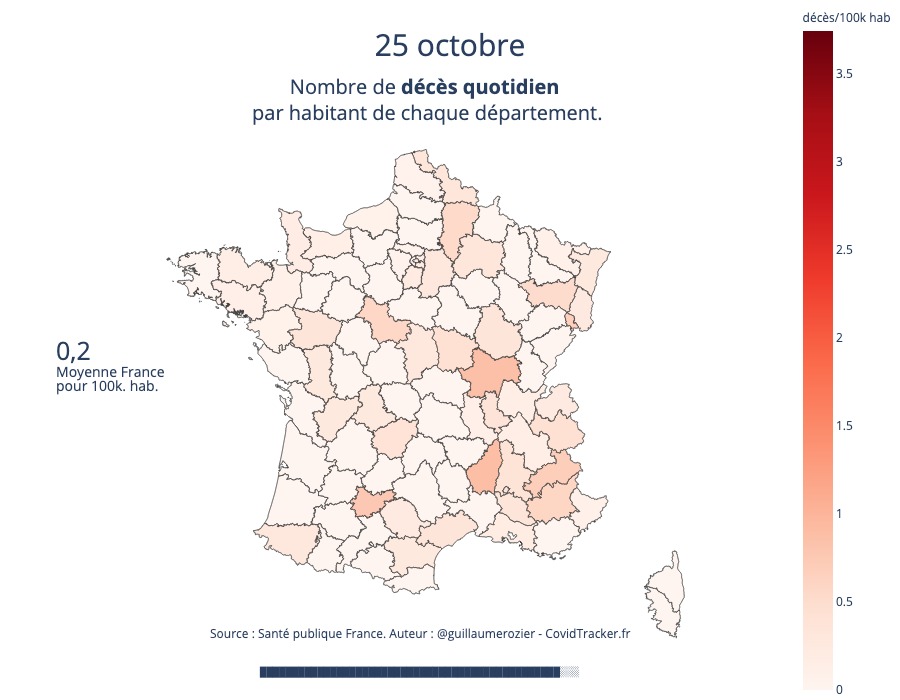 25 octobre
Nombre de décès quotidien
par habitant de chaque département.
décès/100k hab
3.5
3
2.5
2
1.5
1
0.5
0
0,2
Moyenne France
pour 100k. hab.
Source : Santé publique France. Auteur : @guillaumerozier - CovidTracker.fr